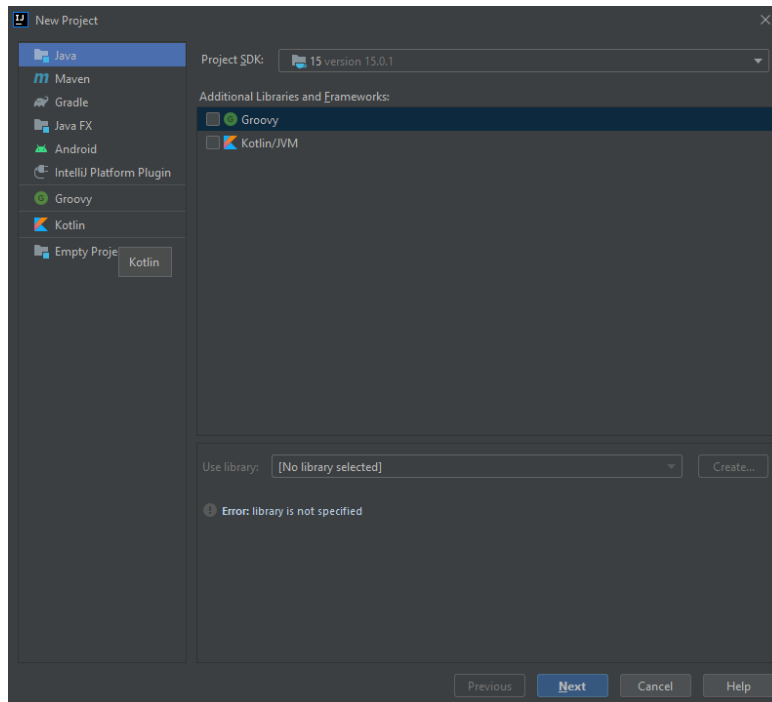 New Project
Java
Maven
Gradle
Java FX
Android
IntelliJ Platform Plugin
Groovy
Kotlin
Empty Proje
Kotlin
Project SDK: 15 version 15.0.1
Additional Libraries and Frameworks:
Groovy
Kotlin/JVM
Use library: [No library selected] Create...
Error: library is not specified
Previous Next Cancel Help